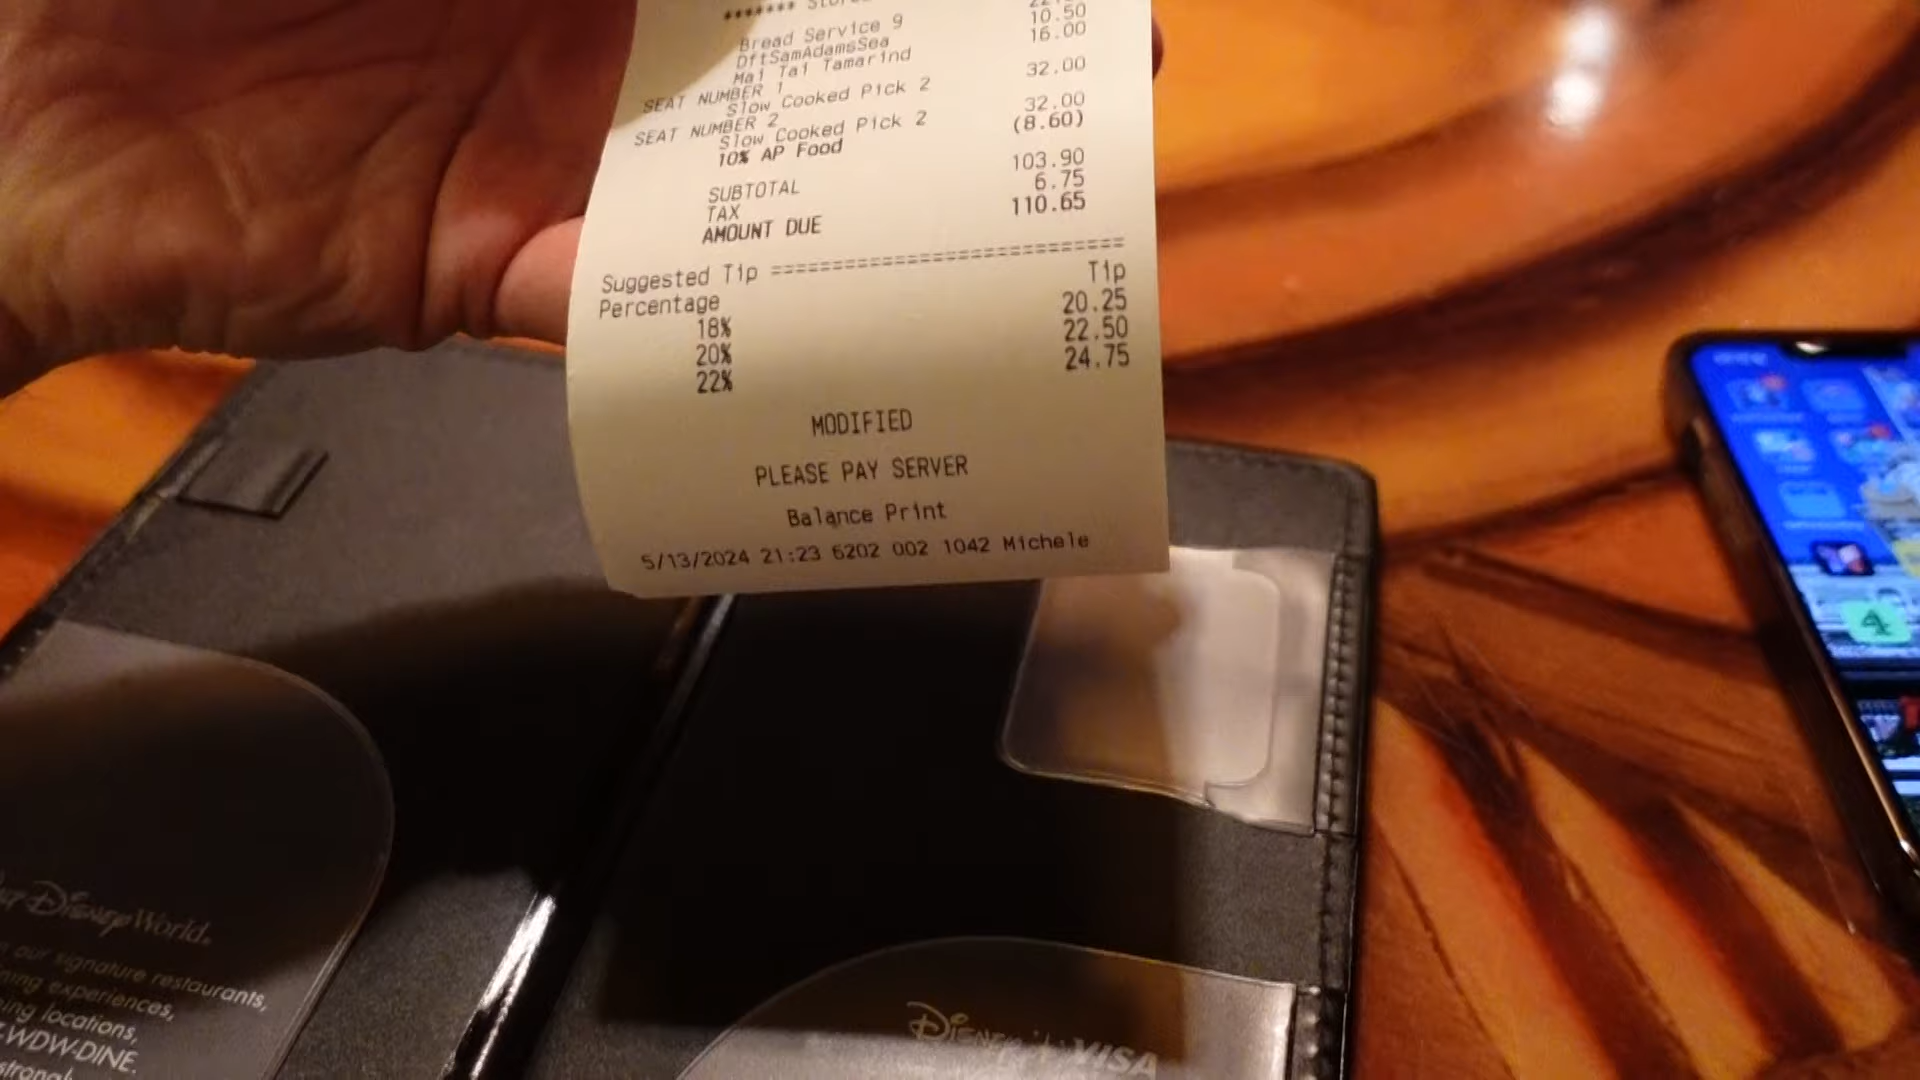 *******
Bread Service 9
DftSamAdamsSea 10.50
Mai Tai Tamarind 16.00
SEAT NUMBER 1
Slow Cooked Pick 2 32.00
SEAT NUMBER 2
Slow Cooked Pick 2 32.00
10% AP Food (8.60)
SUBTOTAL 103.90
TAX 6.75
AMOUNT DUE 110.65
Suggested Tip =============================
Percentage Tip
18% 20.25
20% 22.50
22% 24.75
MODIFIED
PLEASE PAY SERVER
Balance Print
5/13/2024 21:23 6202 002 1042 Michele
4
Disney World.
our signature restaurants,
experiences,
locations,
WDW-DINE.
Disney VISA